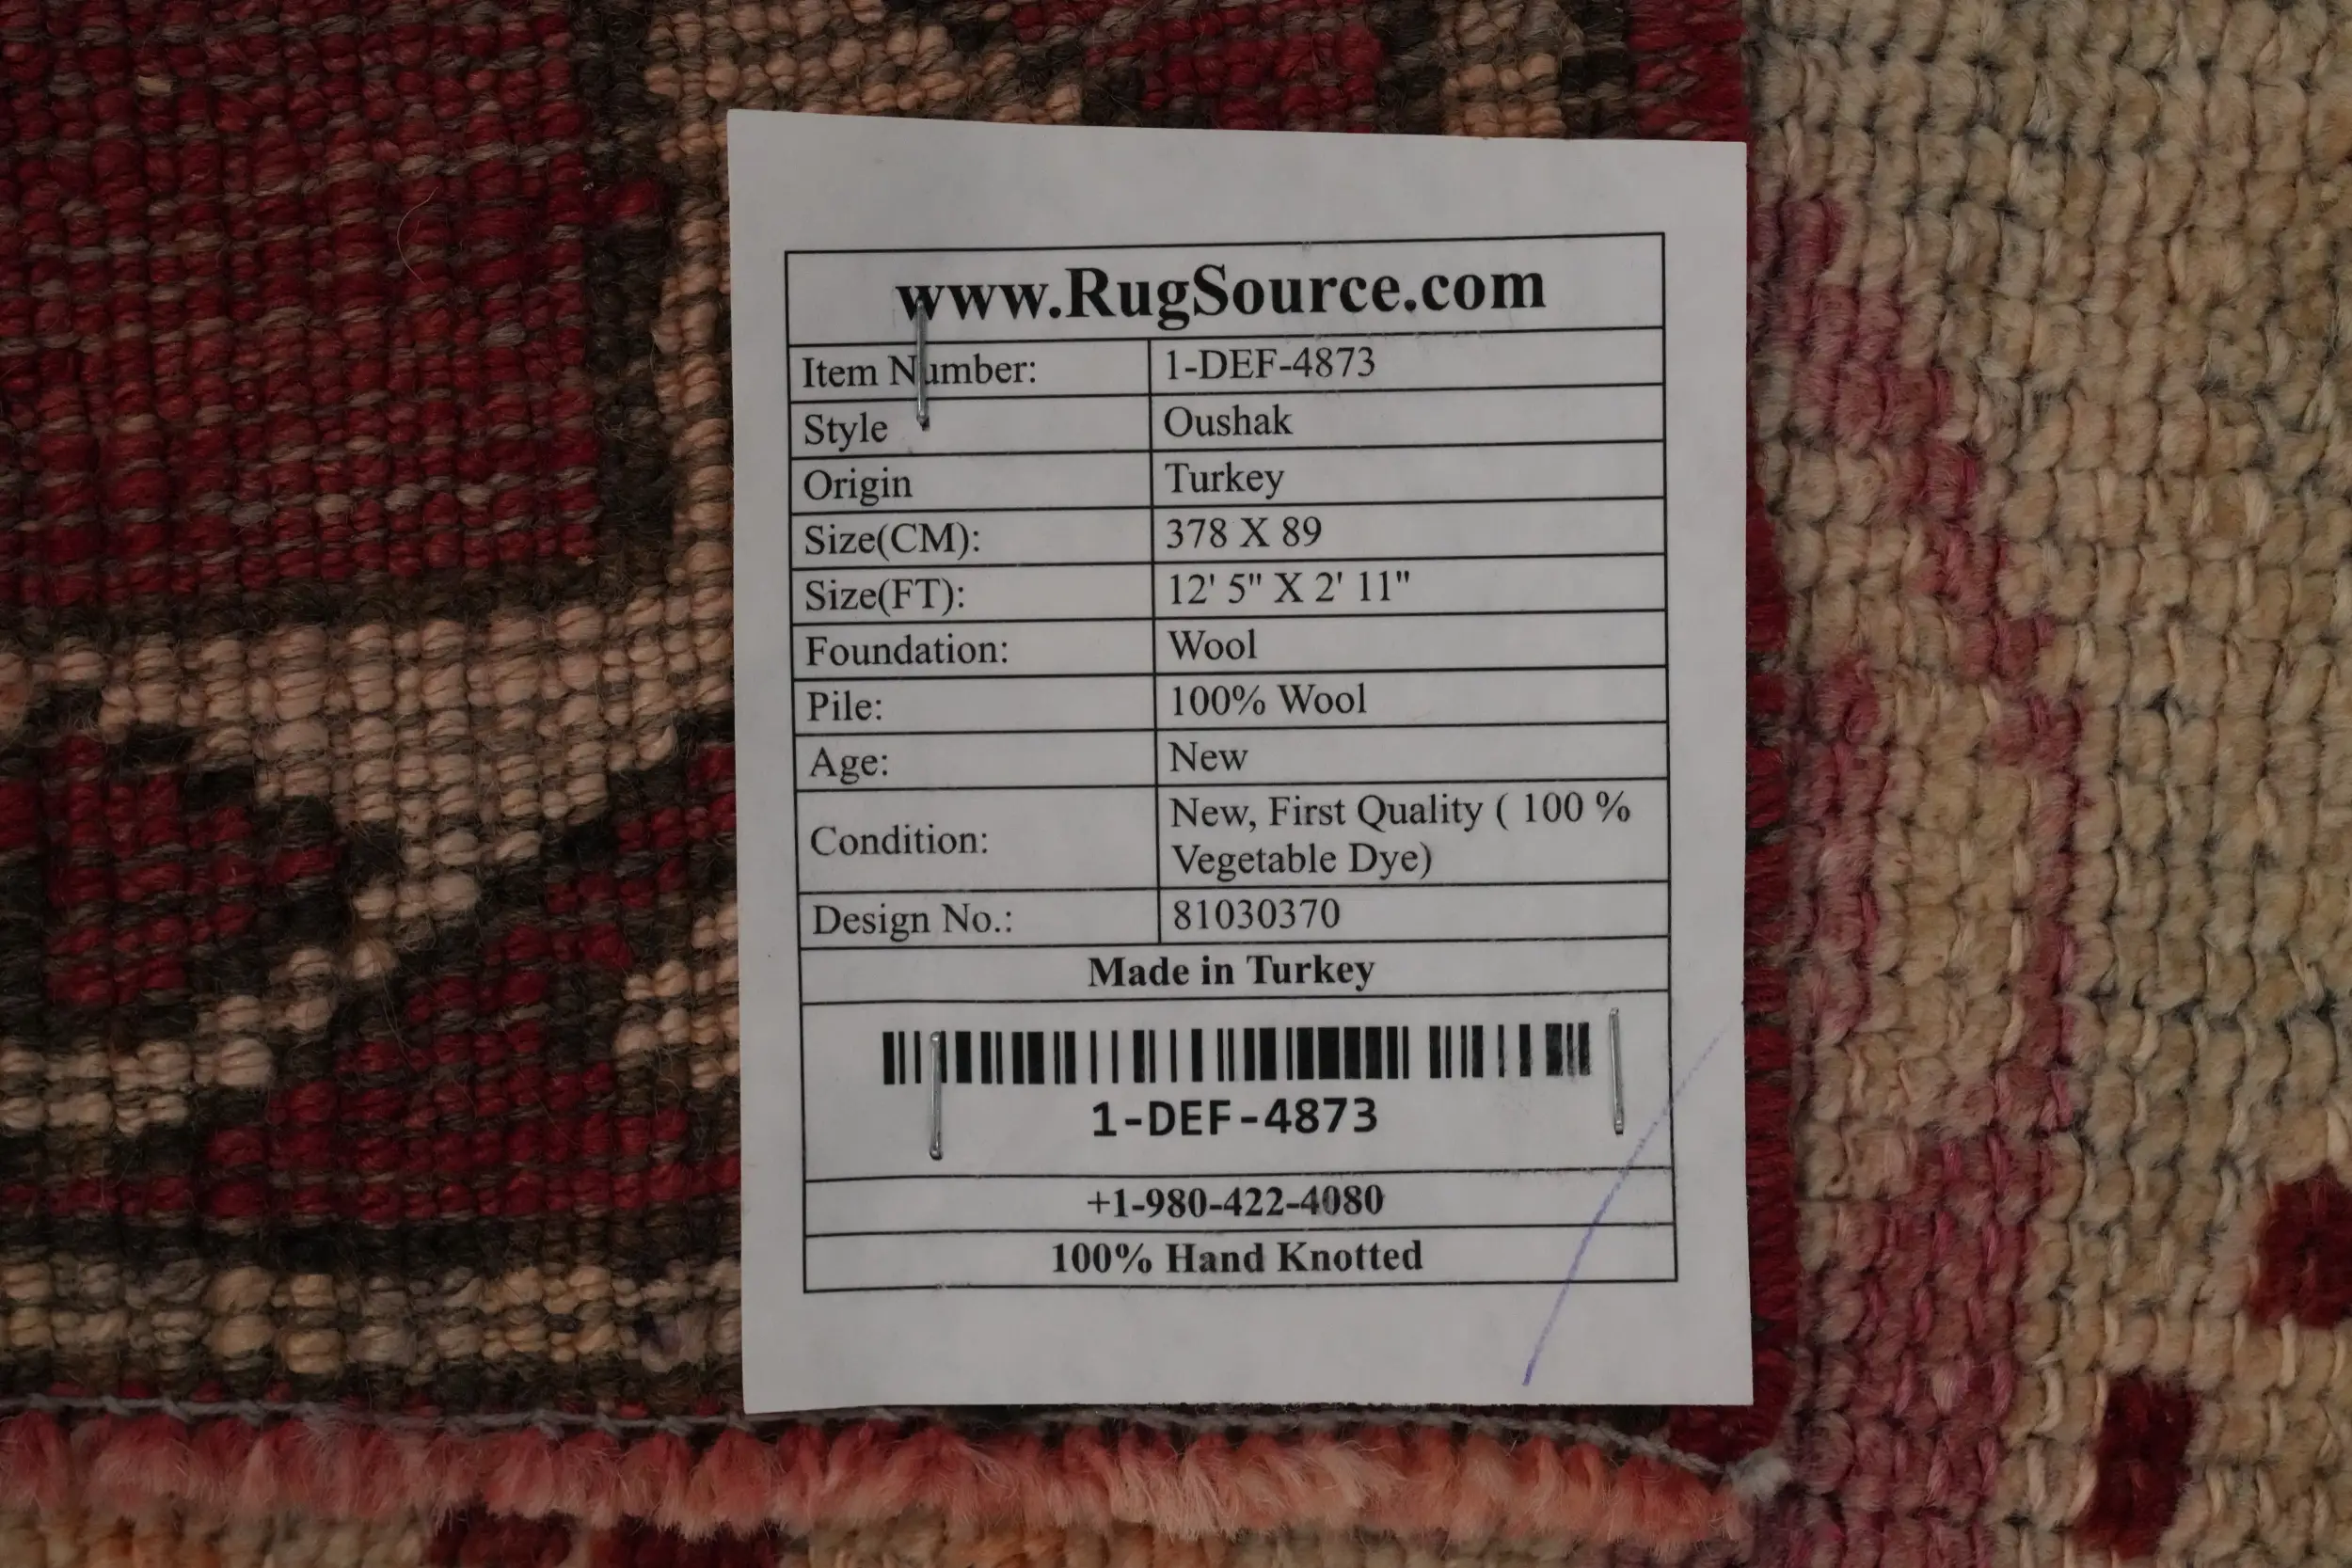 www.RugSource.com
Item Number: 1-DEF-4873
Style Oushak
Origin Turkey
Size(CM): 378 X 89
Size(FT): 12' 5" X 2' 11"
Foundation: Wool
Pile: 100% Wool
Age: New
Condition: New, First Quality ( 100 %
Vegetable Dye)
Design No.: 81030370
Made in Turkey
1-DEF-4873
+1-980-422-4080
100% Hand Knotted